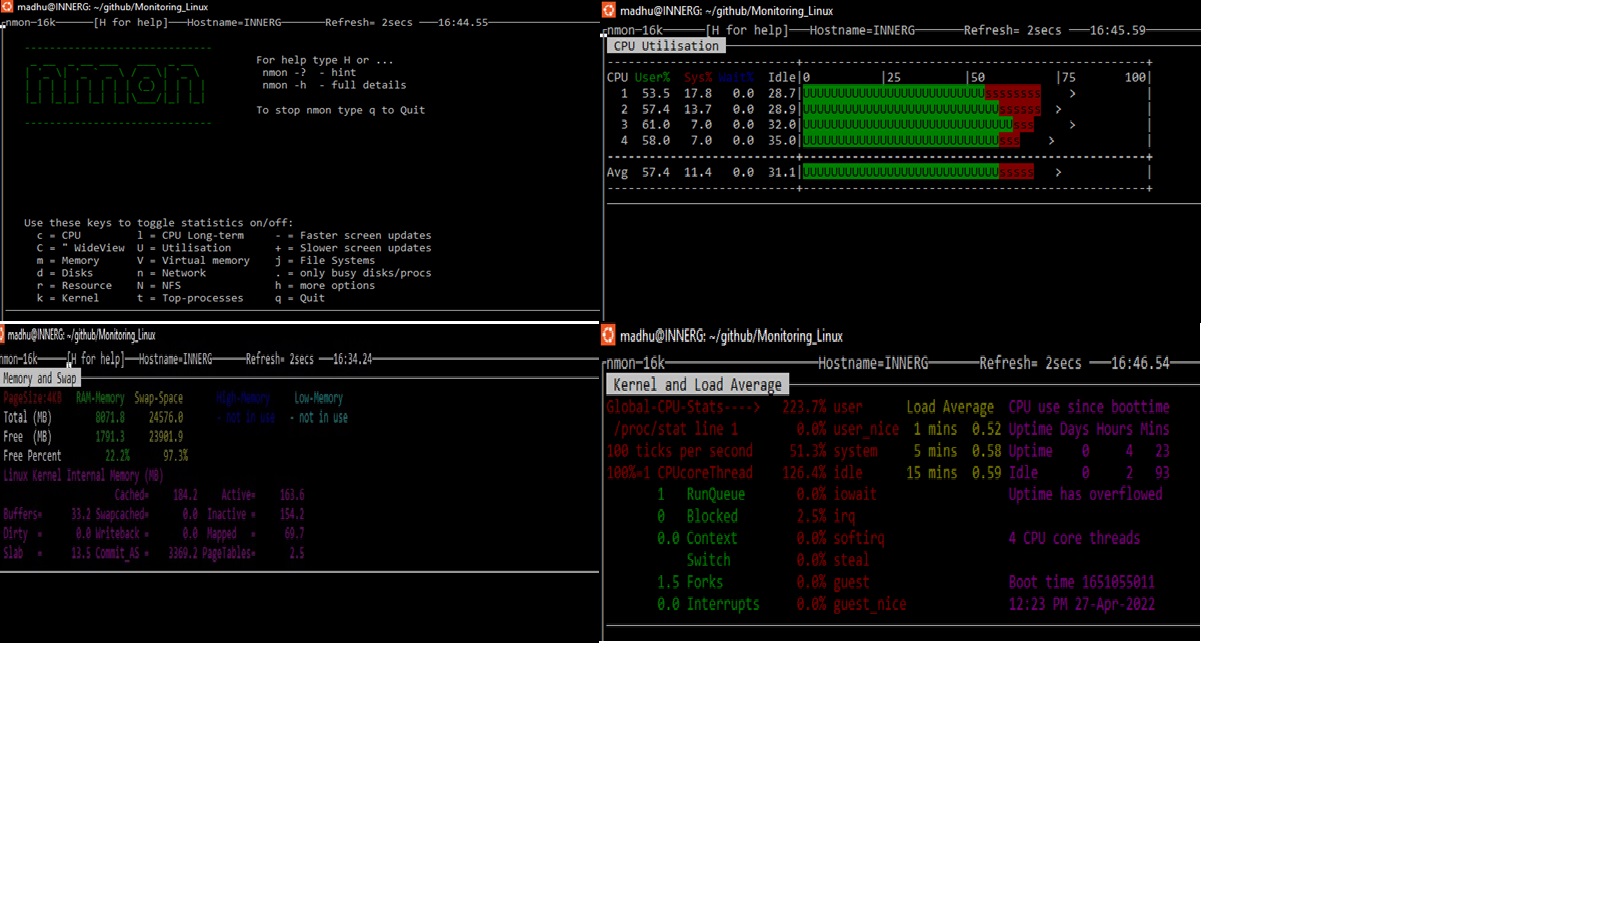 madhu@INNERG: ~/github/Monitoring_Linux
nmon─16k [H for help] Hostname=INNERG Refresh= 2secs 16:44.55
For help type H or ...
nmon -? - hint
nmon -h - full details
To stop nmon type q to Quit
Use these keys to toggle statistics on/off:
c = CPU l = CPU Long-term - = Faster screen updates
C = " WideView U = Utilisation + = Slower screen updates
m = Memory V = Virtual memory j = File Systems
d = Disks n = Network . = only busy disks/procs
r = Resource N = NFS h = more options
k = Kernel t = Top-processes q = Quit
madhu@INNERG: ~/github/Monitoring_Linux
nmon─16k [H for help] Hostname=INNERG Refresh= 2secs 16:45.59
CPU Utilisation
CPU User% Sys% Wait% Idle|0 |25 |50 |75 100|
1 53.5 17.8 0.0 28.7|UUUUUUUUUUUUUUUUUUUUUUUUUUssssssss > |
2 57.4 13.7 0.0 28.9|UUUUUUUUUUUUUUUUUUUUUUUUUUUUssssss > |
3 61.0 7.0 0.0 32.0|UUUUUUUUUUUUUUUUUUUUUUUUUUUUUUsss > |
4 58.0 7.0 0.0 35.0|UUUUUUUUUUUUUUUUUUUUUUUUUUUUsss > |
Avg 57.4 11.4 0.0 31.1|UUUUUUUUUUUUUUUUUUUUUUUUUUUUsssss > |
madhu@INNERG: ~/github/Monitoring_Linux
nmon─16k [H for help] Hostname=INNERG Refresh= 2secs 16:34.24
Memory and Swap
PageSize:4KB RAM-Memory Swap-Space High-Memory Low-Memory
Total (MB) 8071.8 24576.0 - not in use - not in use
Free (MB) 1791.3 23901.9
Free Percent 22.2% 97.3%
Linux Kernel Internal Memory (MB)
Cached= 184.2 Active= 163.6
Buffers= 33.2 Swapcached= 0.0 Inactive = 154.2
Dirty = 0.0 Writeback = 0.0 Mapped = 69.7
Slab = 13.5 Commit_AS = 3369.2 PageTables= 2.5
madhu@INNERG: ~/github/Monitoring_Linux
nmon─16k Hostname=INNERG Refresh= 2secs 16:46.54
Kernel and Load Average
Global-CPU-Stats----> 223.7% user Load Average CPU use since boottime
/proc/stat line 1 0.0% user_nice 1 mins 0.52 Uptime Days Hours Mins
100 ticks per second 51.3% system 5 mins 0.58 Uptime 0 4 23
100%=1 CPUcoreThread 126.4% idle 15 mins 0.59 Idle 0 2 93
1 RunQueue 0.0% iowait Uptime has overflowed
0 Blocked 2.5% irq
0.0 Context 0.0% softirq 4 CPU core threads
Switch 0.0% steal
1.5 Forks 0.0% guest Boot time 1651055011
0.0 Interrupts 0.0% guest_nice 12:23 PM 27-Apr-2022